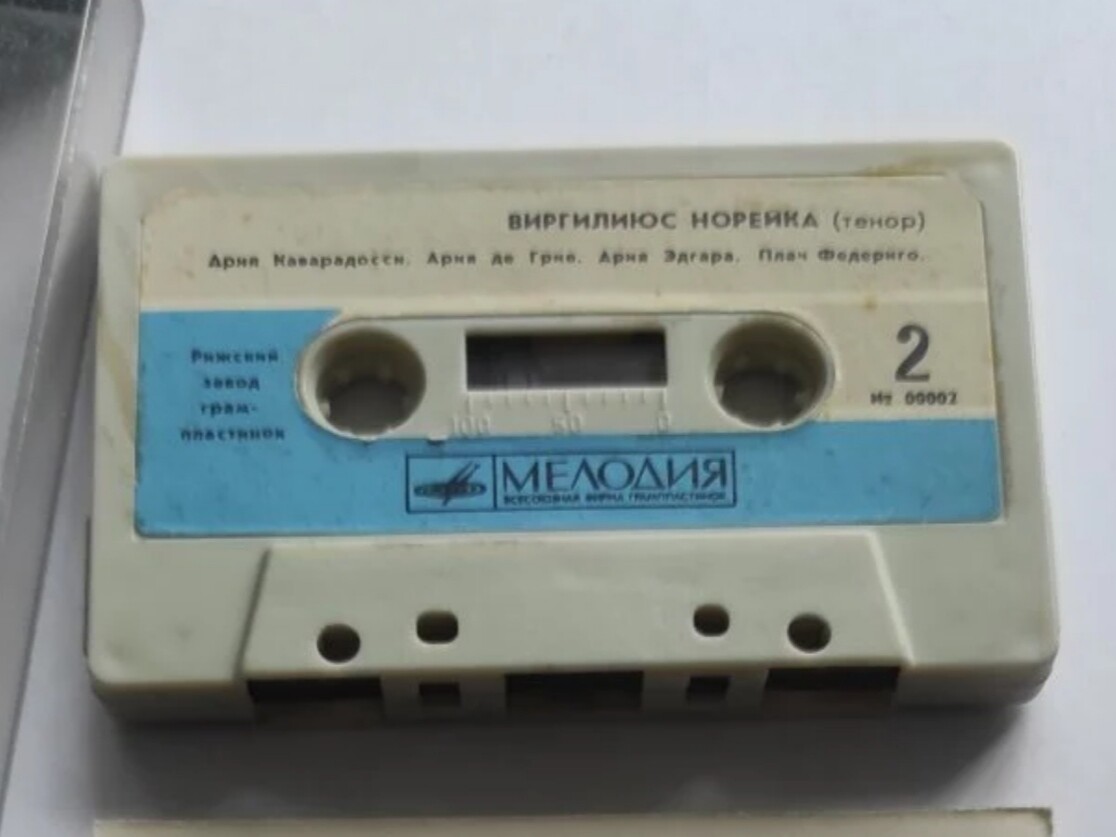 ВИРГИЛИЮС НОРЕЙКА (тенор)
Ария Каварадосси. Ария де Грие. Ария Эдгара. Плач Федерико.
Рижский
завод
грам-
пластинок
2
№ 00002
100 50 0
МЕЛОДИЯ
ВСЕСОЮЗНАЯ ФИРМА ГРАМПЛАСТИНОК